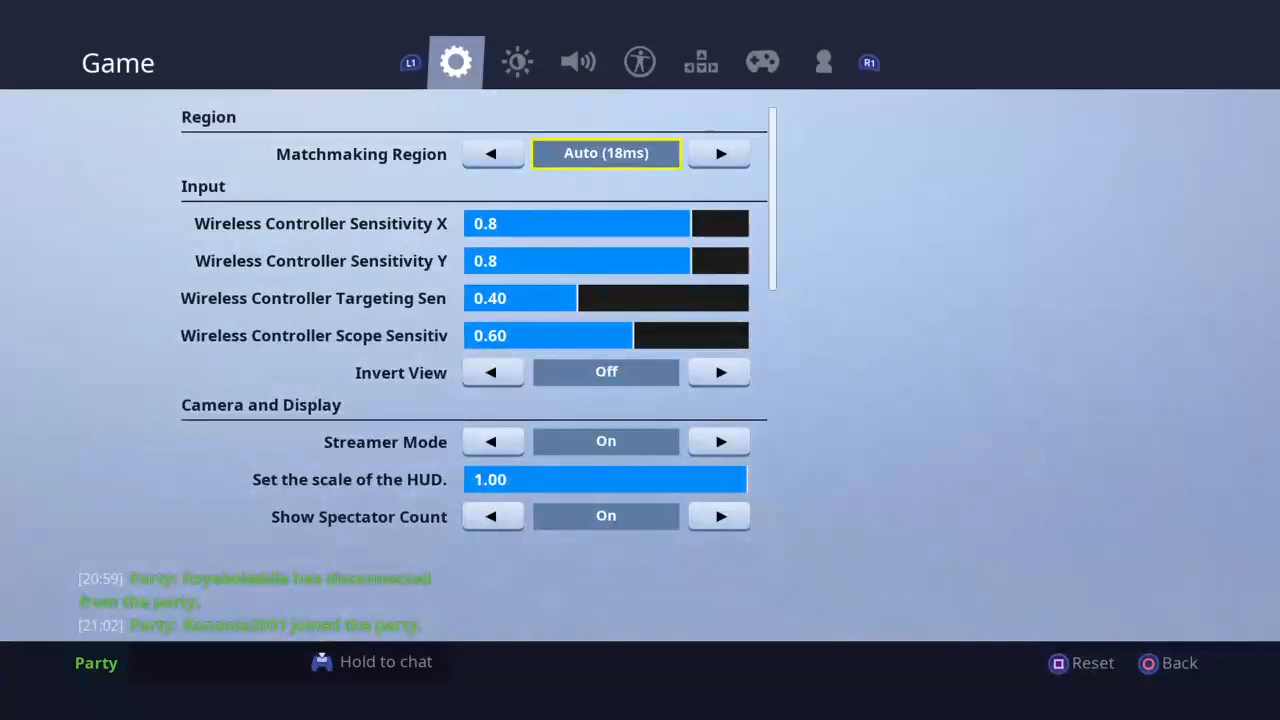 Game
L1
R1
Region
Matchmaking Region
Auto (18ms)
Input
Wireless Controller Sensitivity X
0.8
Wireless Controller Sensitivity Y
0.8
Wireless Controller Targeting Sen
0.40
Wireless Controller Scope Sensitiv
0.60
Invert View
Off
Camera and Display
Streamer Mode
On
Set the scale of the HUD.
1.00
Show Spectator Count
On
[20:59] Party: has disconnected
from the party.
[21:02] Party: joined the party.
Party
Hold to chat
Reset
Back